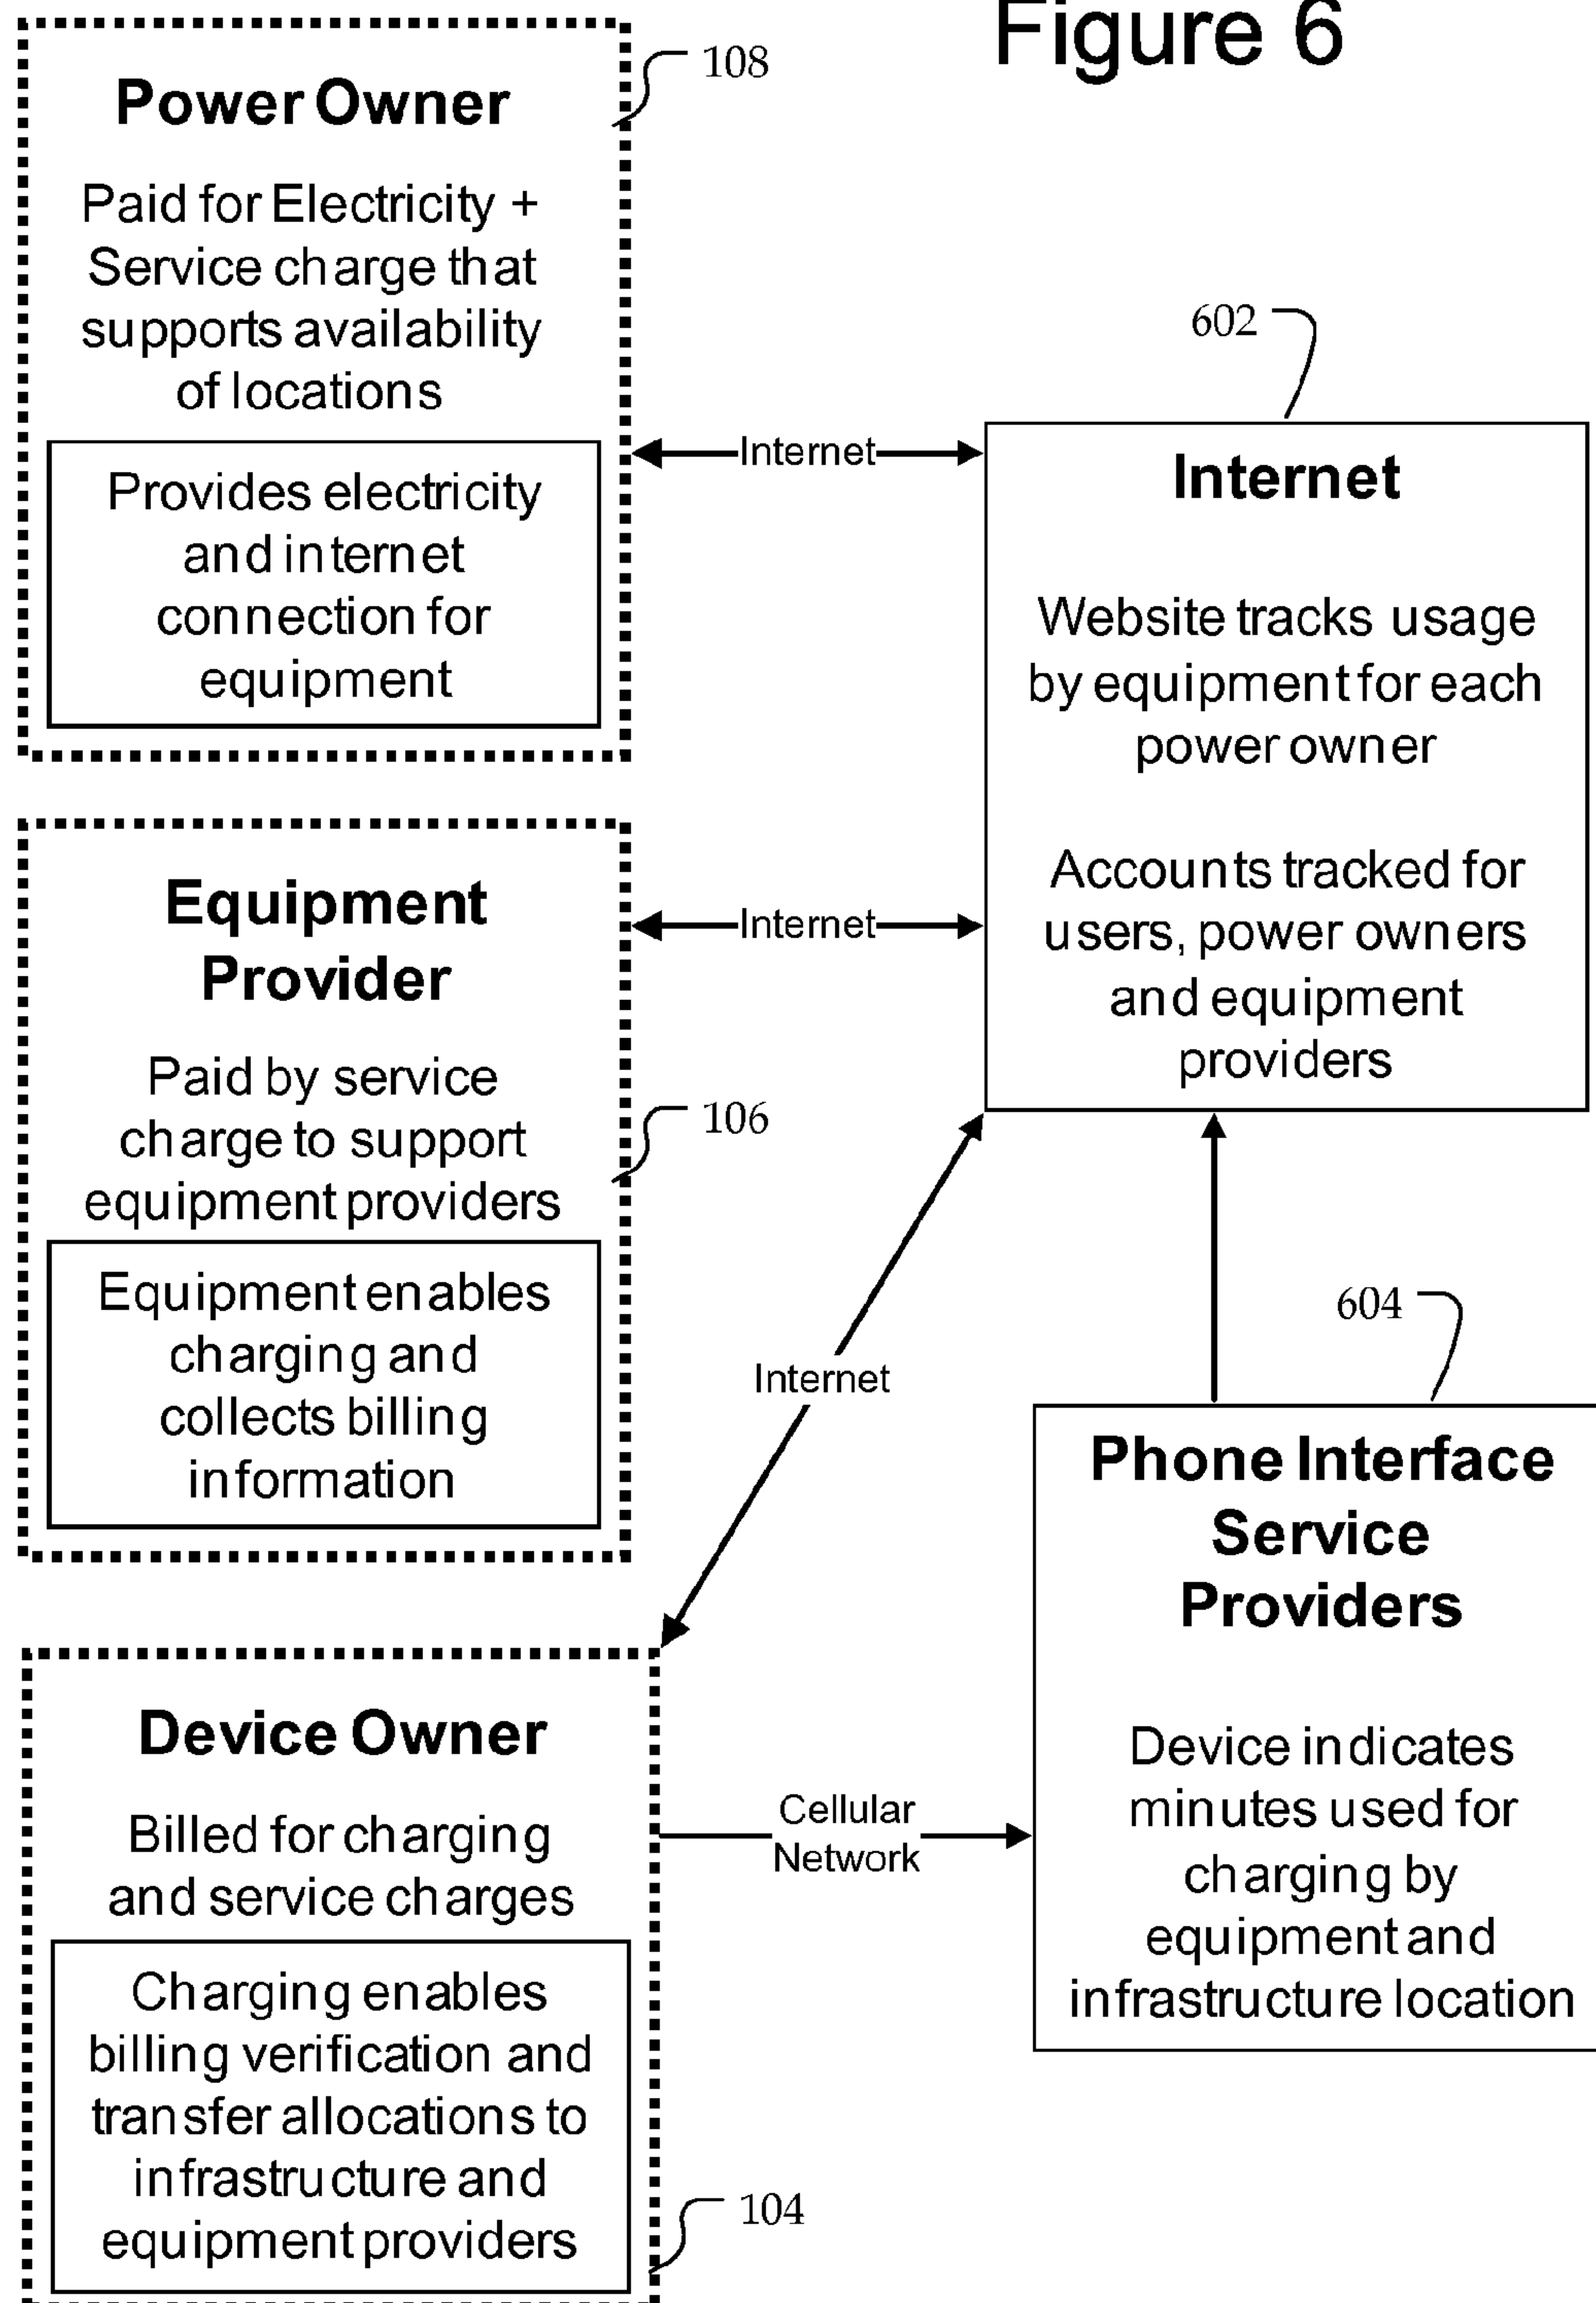 Figure 6
108
Power Owner
Paid for Electricity +
Service charge that
supports availability
of locations
Provides electricity
and internet
connection for
equipment
Internet
602
Internet
Website tracks usage
by equipment for each
power owner
Accounts tracked for
users, power owners
and equipment
providers
Equipment
Provider
Paid by service
charge to support
equipment providers
106
Equipment enables
charging and
collects billing
information
Internet
Internet
604
Phone Interface
Service
Providers
Device indicates
minutes used for
charging by
equipment and
infrastructure location
Device Owner
Billed for charging
and service charges
Charging enables
billing verification and
transfer allocations to
infrastructure and
equipment providers
104
Cellular
Network